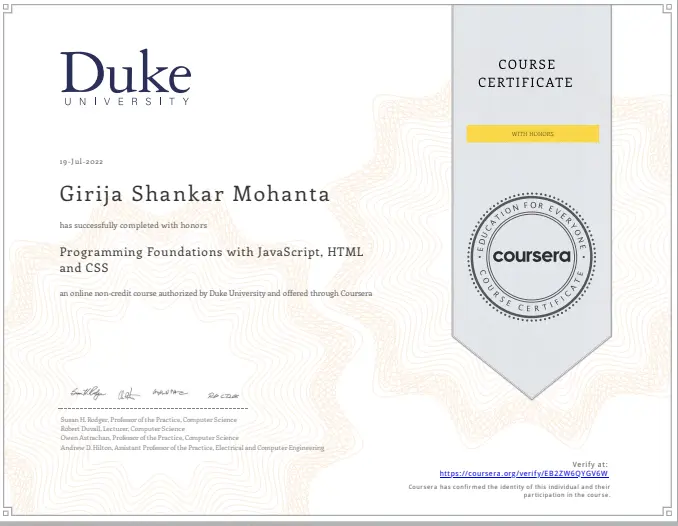 Duke
UNIVERSITY
COURSE
CERTIFICATE
WITH HONORS
19-Jul-2022
Girija Shankar Mohanta
has successfully completed with honors
Programming Foundations with JavaScript, HTML
and CSS
an online non-credit course authorized by Duke University and offered through Coursera
EDUCATION FOR EVERYONE
coursera
COURSE CERTIFICATE
Susan H. Rodger, Professor of the Practice, Computer Science
Robert Duvall, Lecturer, Computer Science
Owen Astrachan, Professor of the Practice, Computer Science
Andrew D. Hilton, Assistant Professor of the Practice, Electrical and Computer Engineering
Verify at:
https://coursera.org/verify/EB2ZW6QYGV6W
Coursera has confirmed the identity of this individual and their
participation in the course.